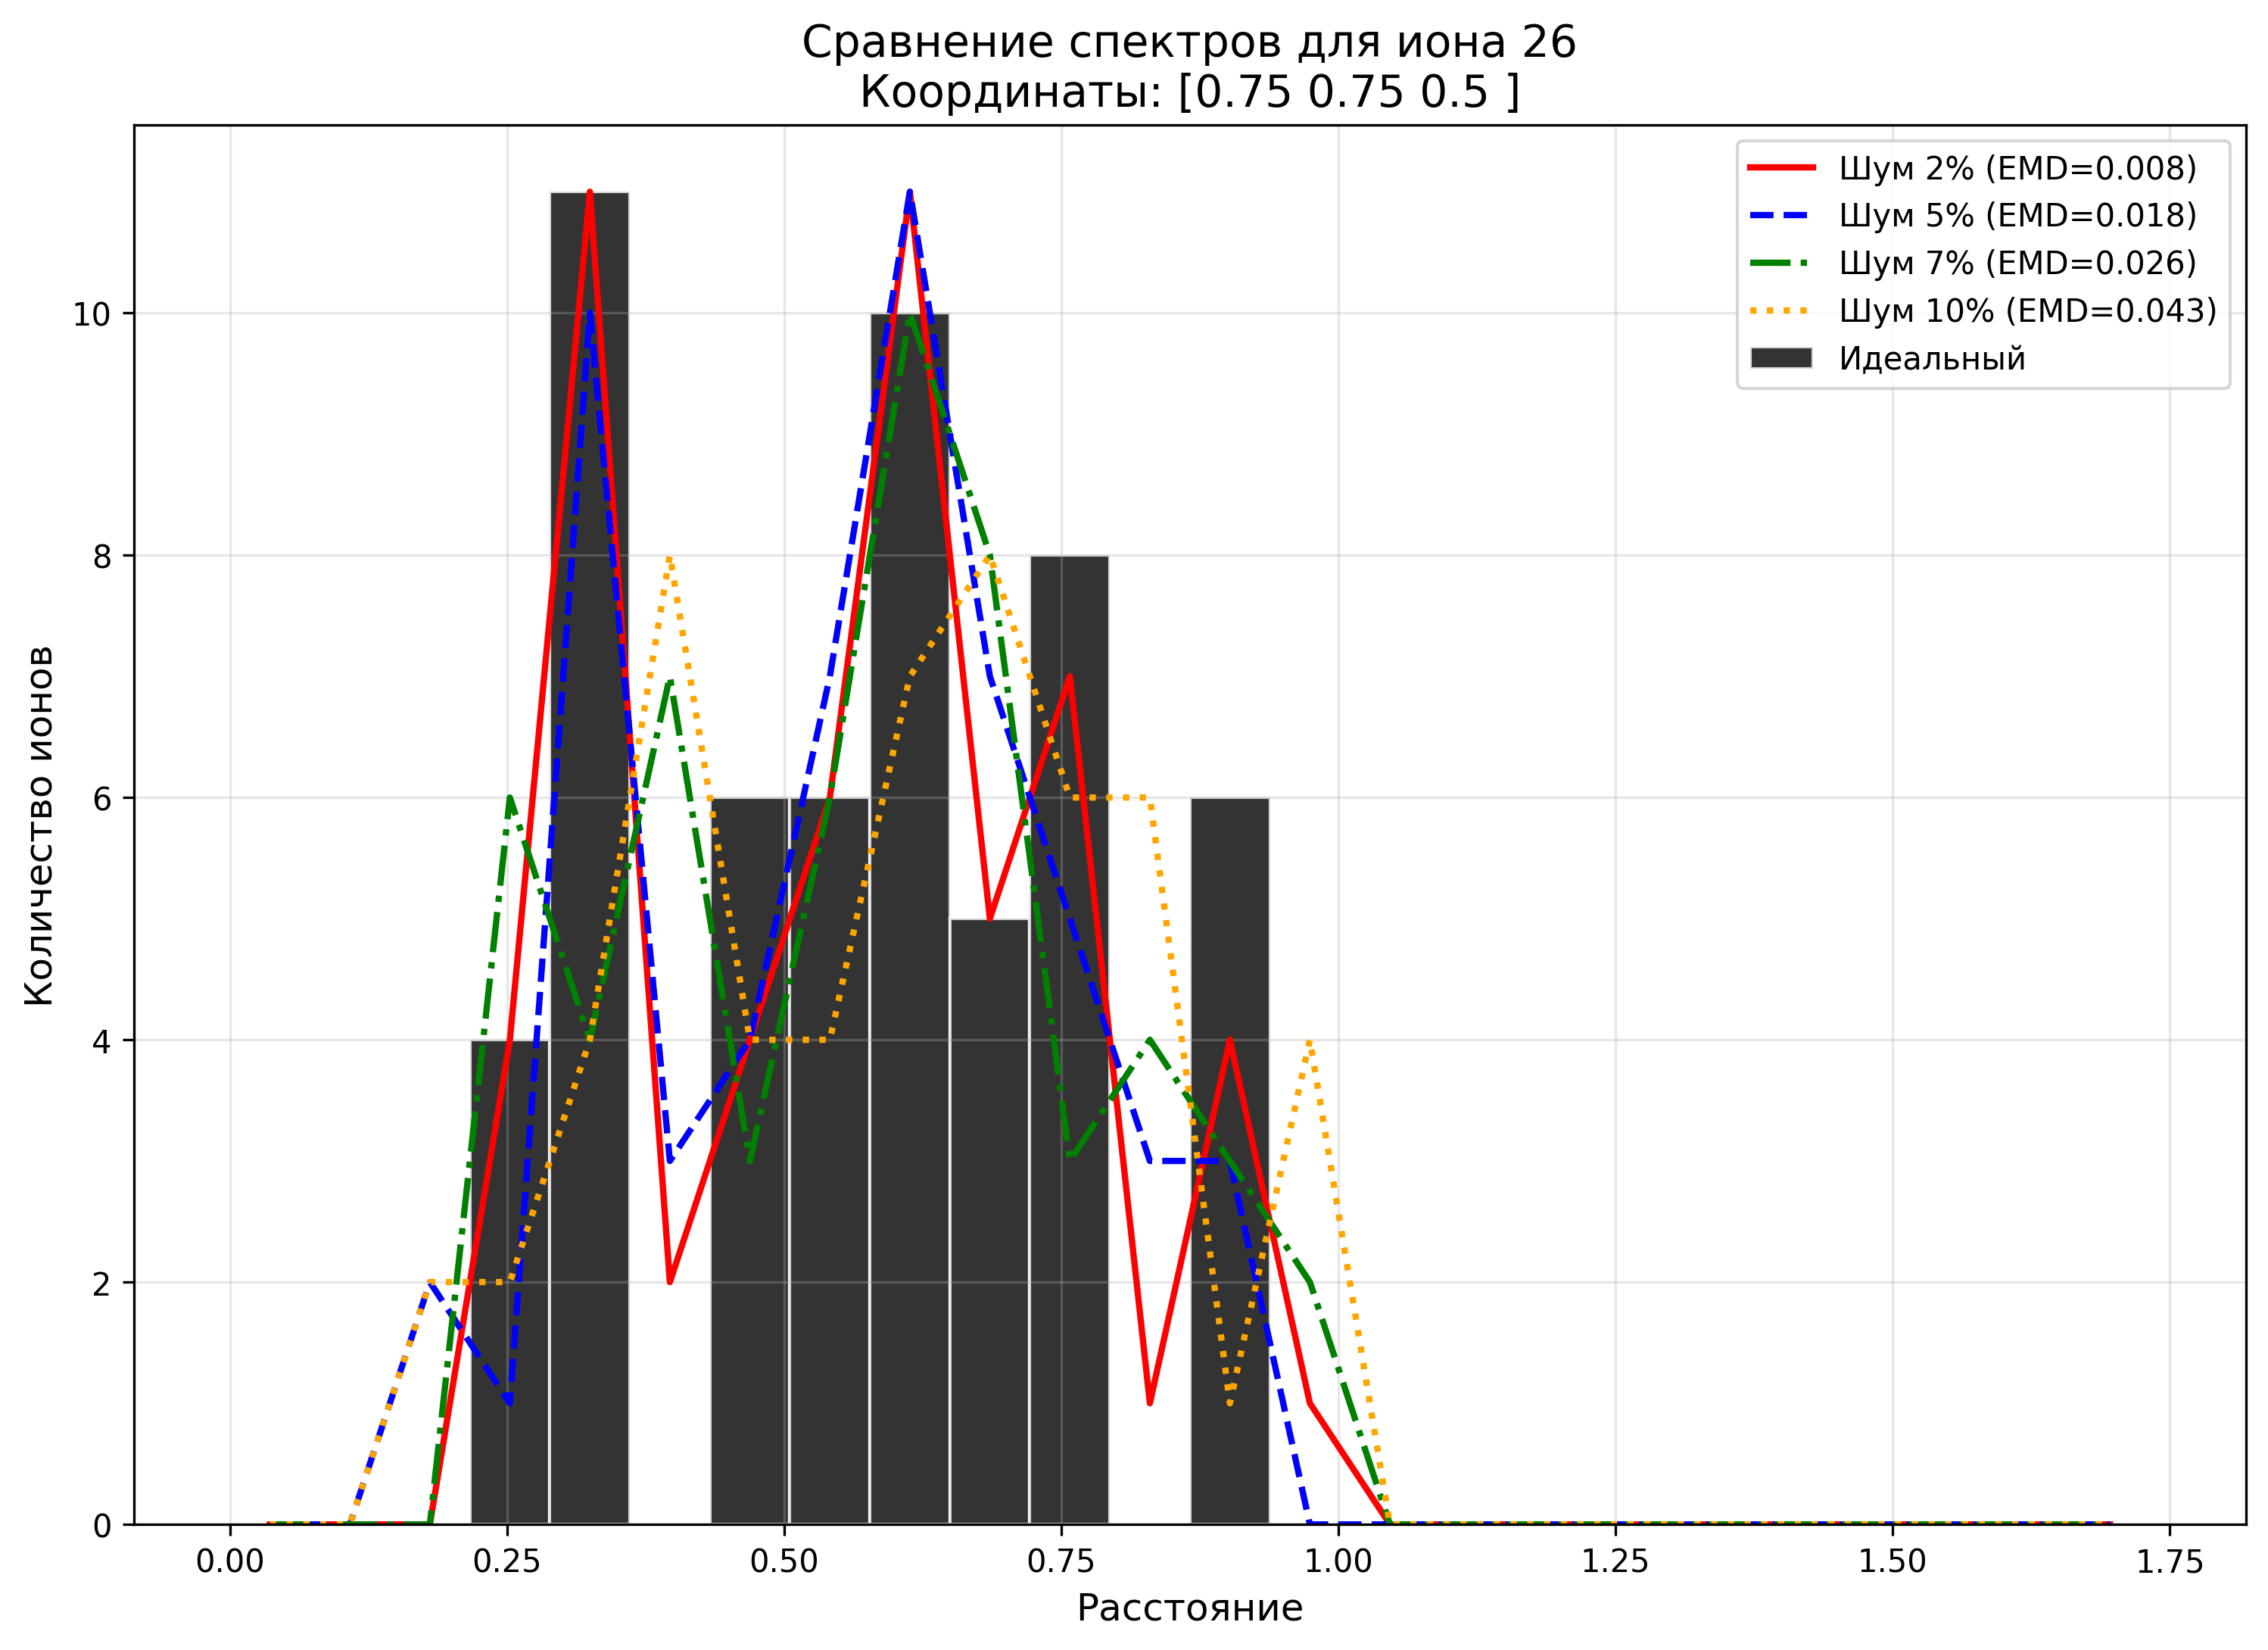 Сравнение спектров для иона 26
Координаты: [0.75 0.75 0.5 ]
Шум 2% (EMD=0.008)
Шум 5% (EMD=0.018)
Шум 7% (EMD=0.026)
Шум 10% (EMD=0.043)
Идеальный
Количество ионов
10
8
6
4
2
0
0.00 0.25 0.50 0.75 1.00 1.25 1.50 1.75
Расстояние